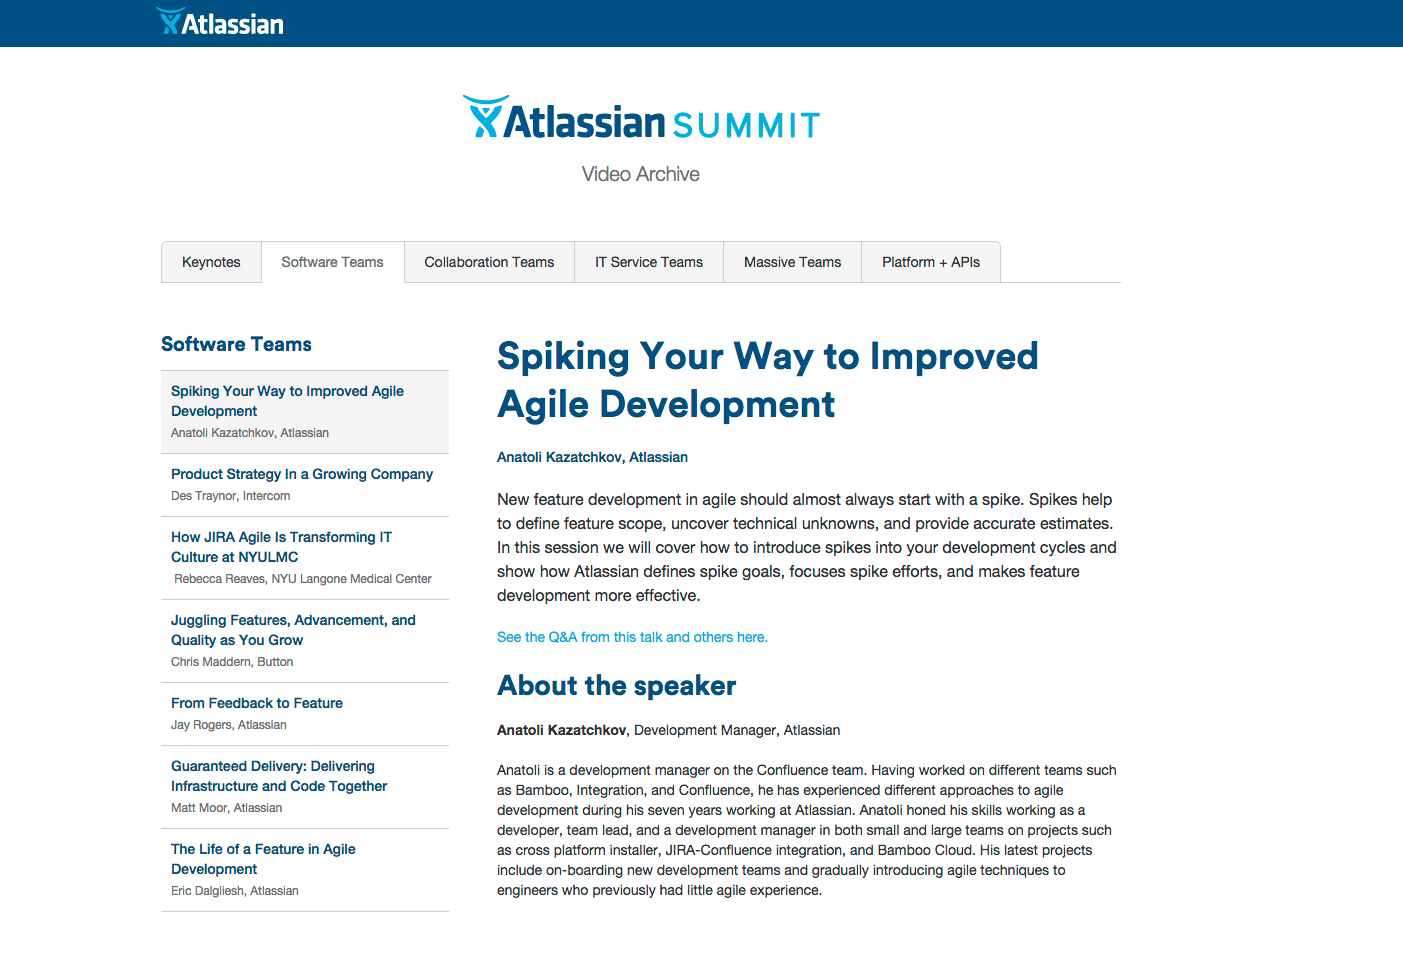 Atlassian
Atlassian SUMMIT
Video Archive
Keynotes
Software Teams
Collaboration Teams
IT Service Teams
Massive Teams
Platform + APIs
Software Teams
Spiking Your Way to Improved Agile
Development
Anatoli Kazatchkov, Atlassian
Product Strategy In a Growing Company
Des Traynor, Intercom
How JIRA Agile Is Transforming IT
Culture at NYULMC
Rebecca Reaves, NYU Langone Medical Center
Juggling Features, Advancement, and
Quality as You Grow
Chris Maddern, Button
From Feedback to Feature
Jay Rogers, Atlassian
Guaranteed Delivery: Delivering
Infrastructure and Code Together
Matt Moor, Atlassian
The Life of a Feature in Agile
Development
Eric Dalgliesh, Atlassian
Spiking Your Way to Improved
Agile Development
Anatoli Kazatchkov, Atlassian
New feature development in agile should almost always start with a spike. Spikes help
to define feature scope, uncover technical unknowns, and provide accurate estimates.
In this session we will cover how to introduce spikes into your development cycles and
show how Atlassian defines spike goals, focuses spike efforts, and makes feature
development more effective.
See the Q&A from this talk and others here.
About the speaker
Anatoli Kazatchkov, Development Manager, Atlassian
Anatoli is a development manager on the Confluence team. Having worked on different teams such
as Bamboo, Integration, and Confluence, he has experienced different approaches to agile
development during his seven years working at Atlassian. Anatoli honed his skills working as a
developer, team lead, and a development manager in both small and large teams on projects such
as cross platform installer, JIRA-Confluence integration, and Bamboo Cloud. His latest projects
include on-boarding new development teams and gradually introducing agile techniques to
engineers who previously had little agile experience.